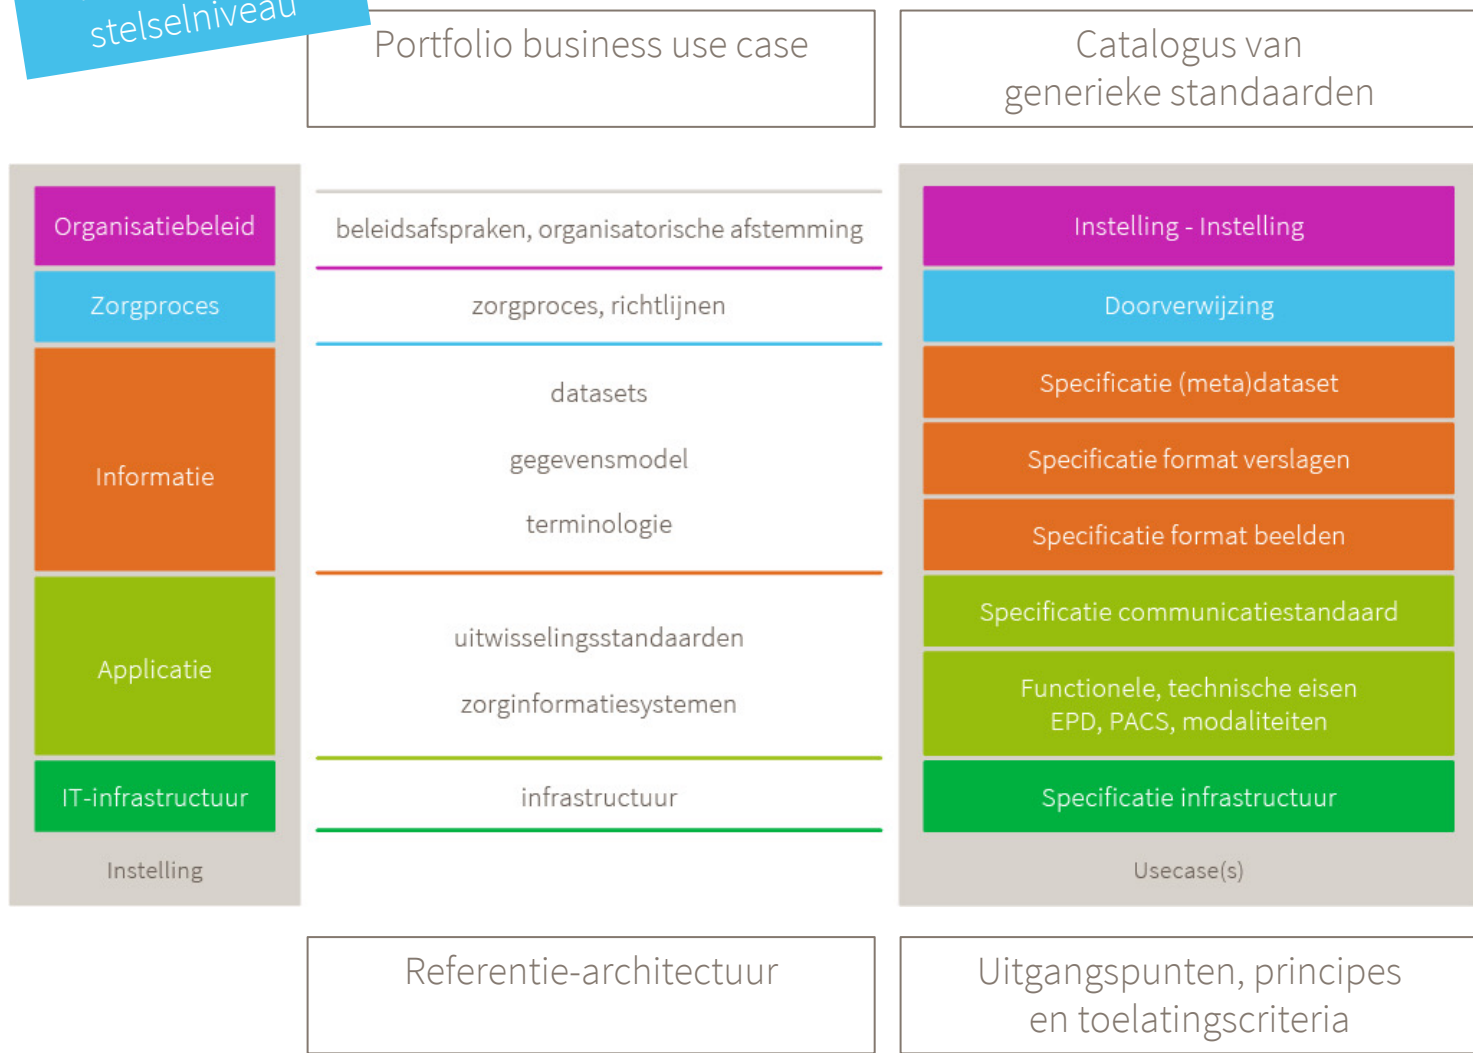 stelselniveau
Portfolio business use case
Catalogus van
generieke standaarden
Organisatiebeleid
beleidsafspraken, organisatorische afstemming
Instelling - Instelling
Zorgproces
zorgproces, richtlijnen
Doorverwijzing
Informatie
datasets
gegevensmodel
terminologie
Specificatie (meta)dataset
Specificatie format verslagen
Specificatie format beelden
Applicatie
uitwisselingsstandaarden
zorginformatiesystemen
Specificatie communicatiestandaard
Functionele, technische eisen
EPD, PACS, modaliteiten
IT-infrastructuur
infrastructuur
Specificatie infrastructuur
Instelling
Usecase(s)
Referentie-architectuur
Uitgangspunten, principes
en toelatingscriteria